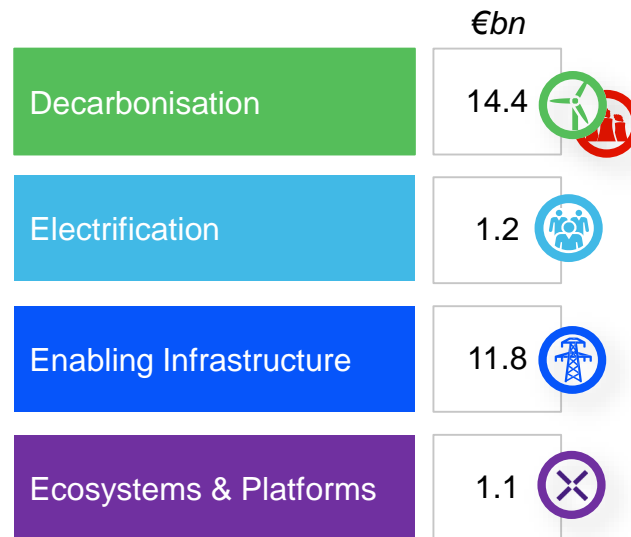 €bn
Decarbonisation 14.4
Electrification 1.2
Enabling Infrastructure 11.8
Ecosystems & Platforms 1.1